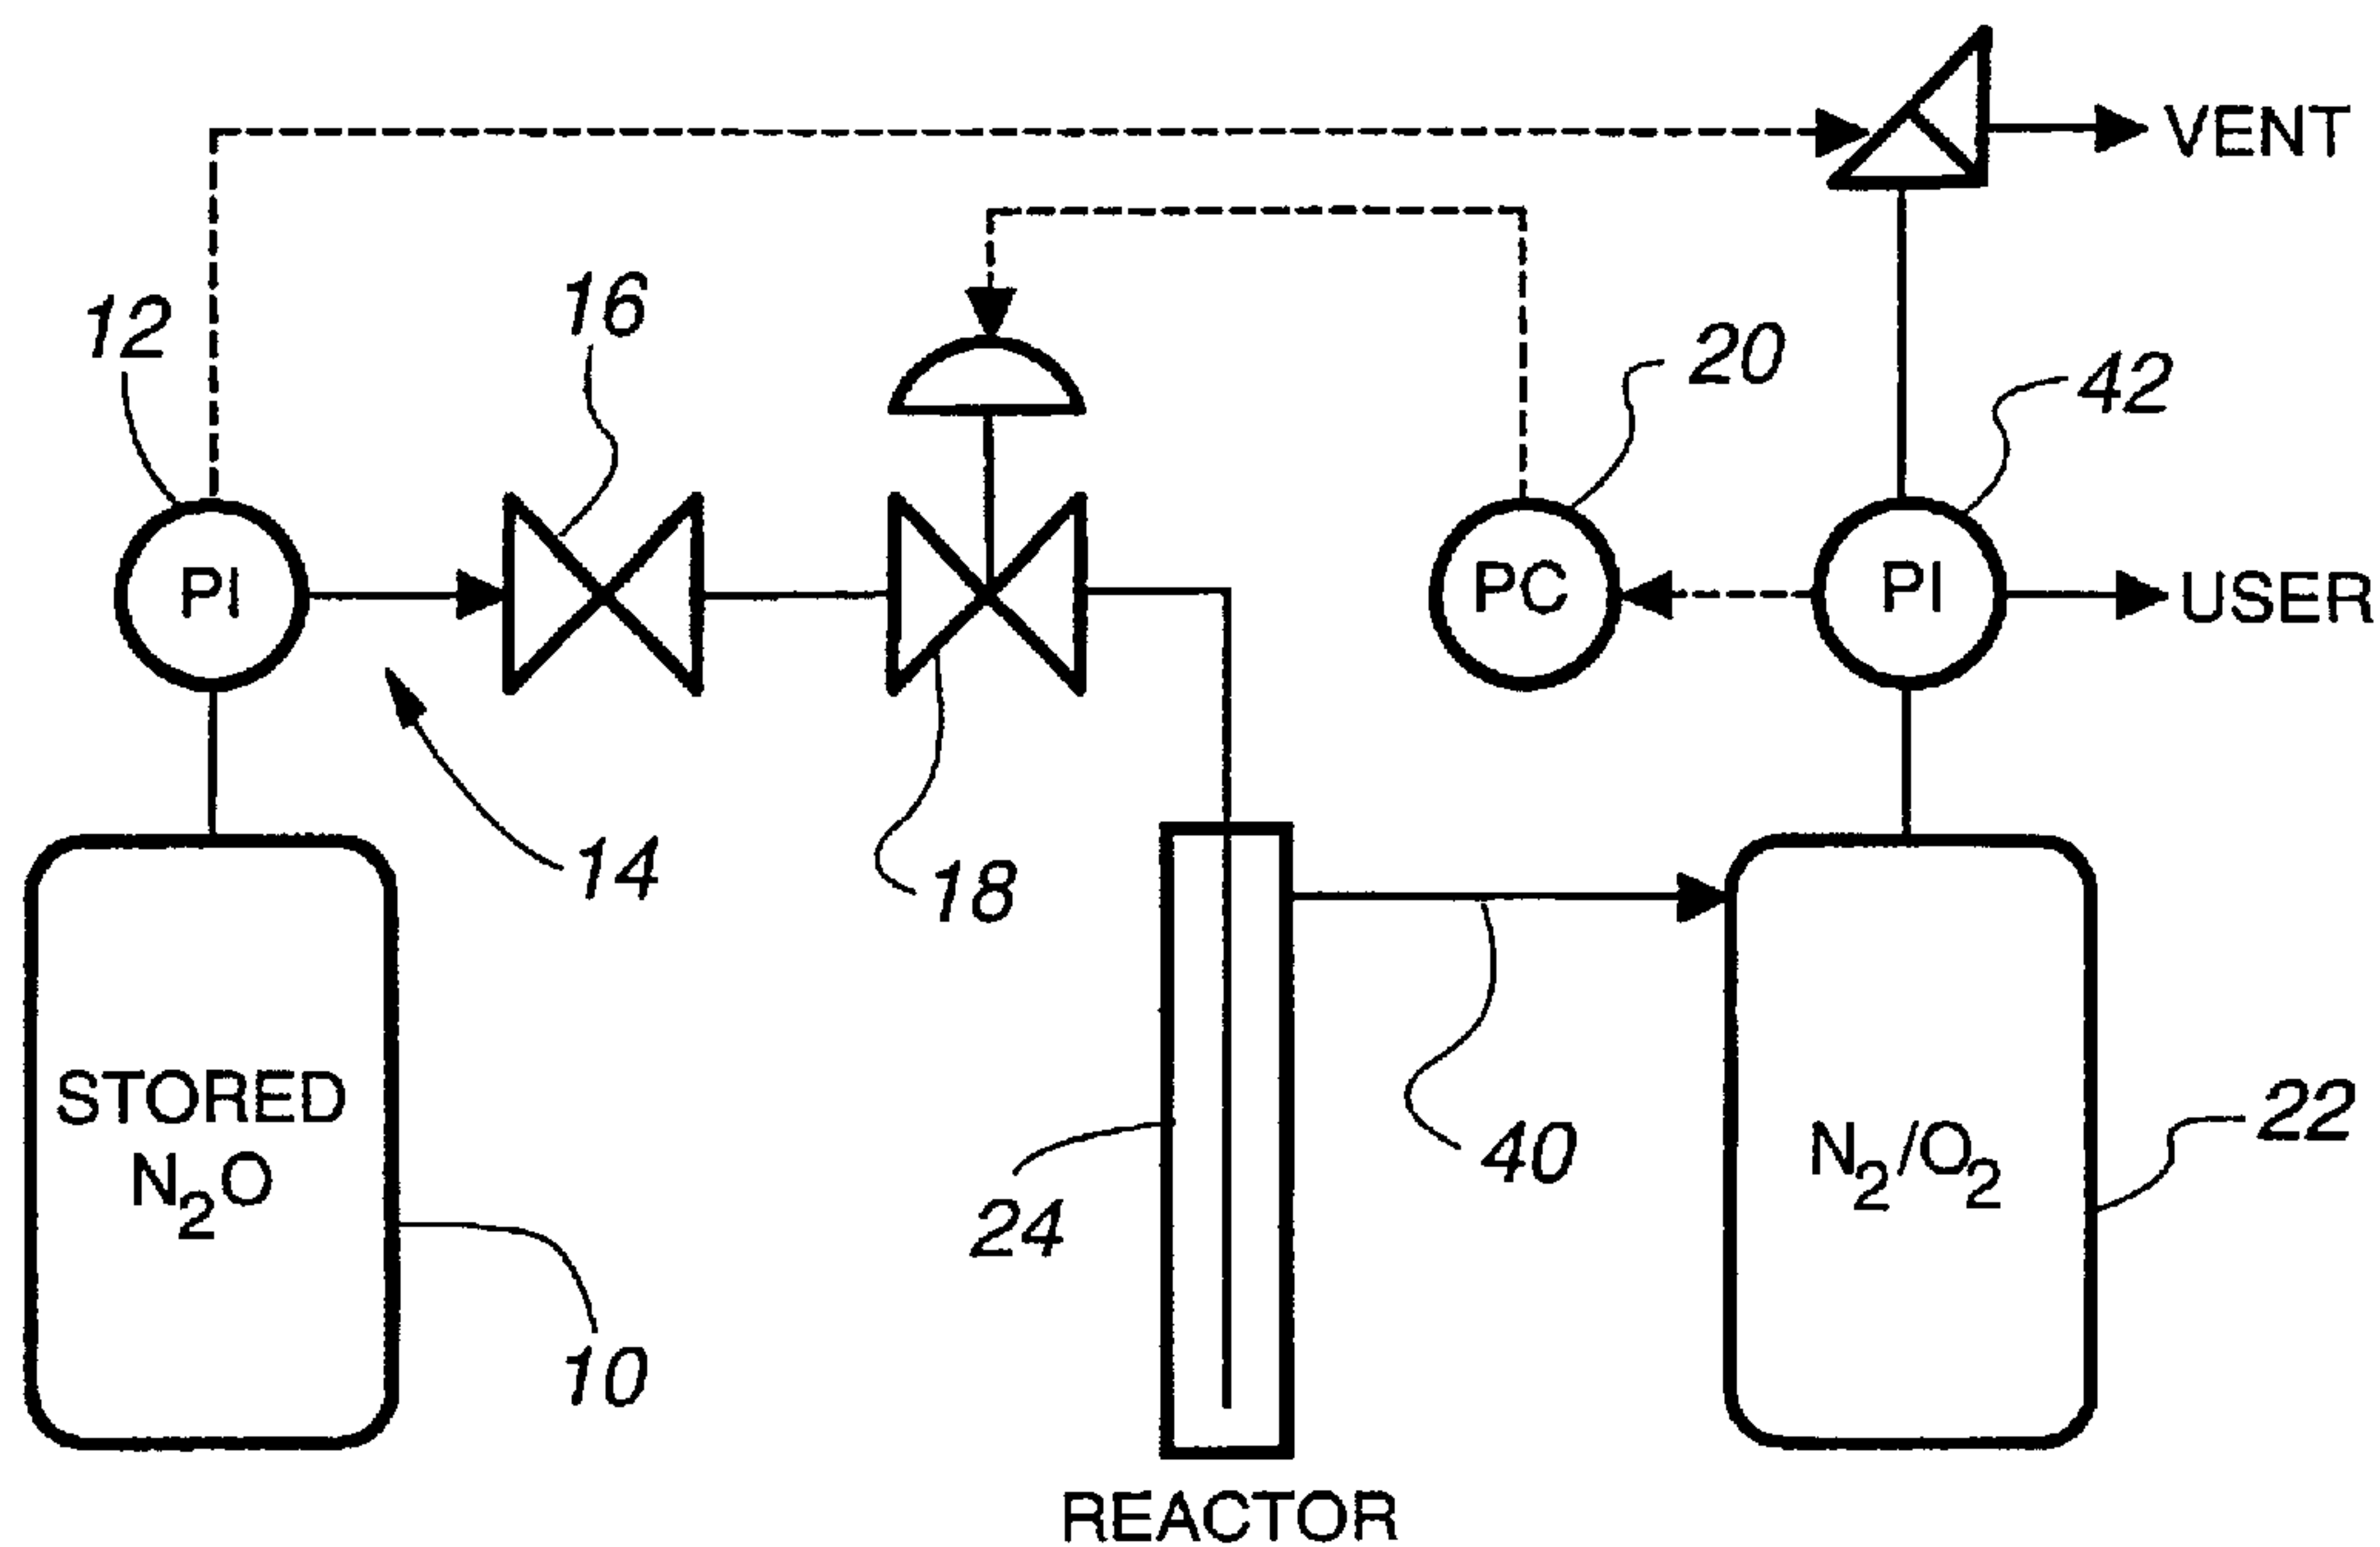 VENT
12
16
20
42
PI
PC
PI
USER
14
18
STORED
N₂O
N₂/O₂
22
40
24
10
REACTOR